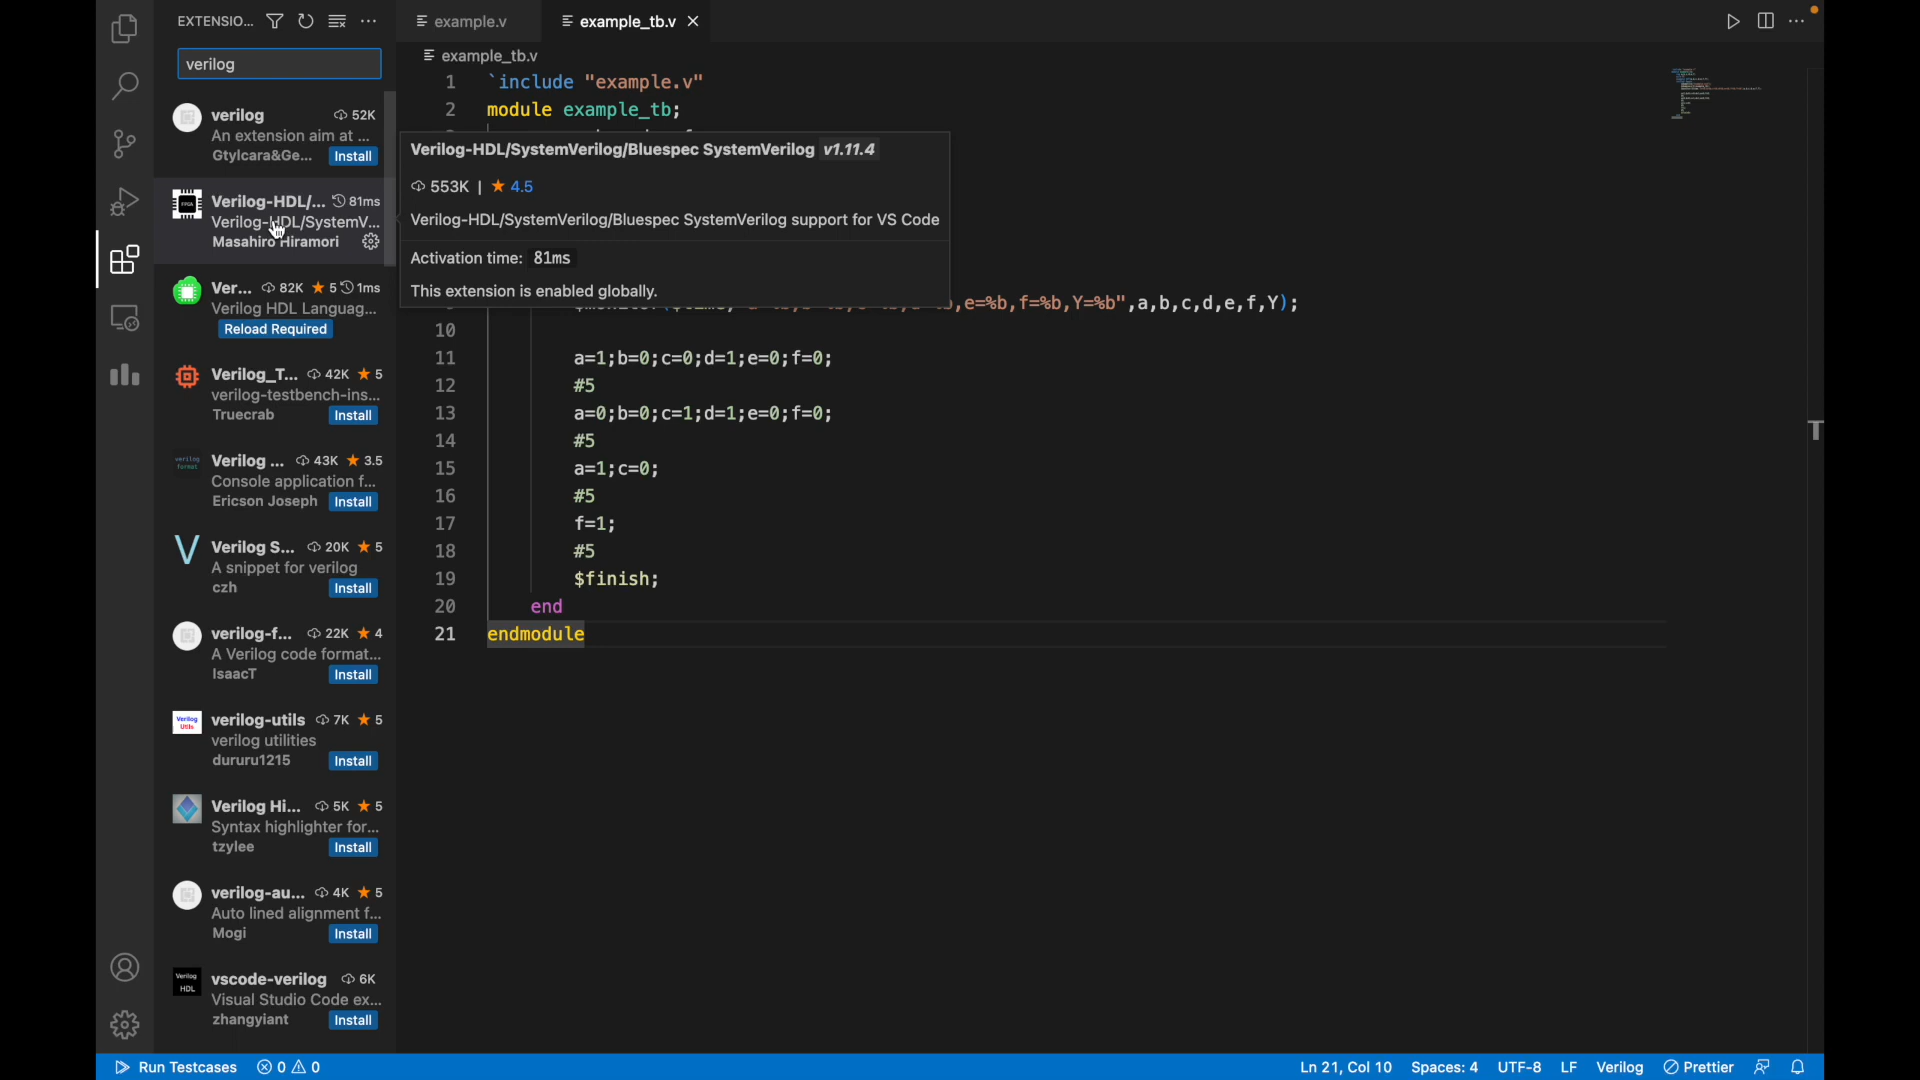 EXTENSIO...
verilog
verilog 52K
An extension aim at ...
Gtylcara&Ge... Install
Verilog-HDL/... 81ms
Verilog-HDL/SystemV...
Masahiro Hiramori
Ver... 82K 5 1ms
Verilog HDL Languag...
Reload Required
Verilog_T... 42K 5
verilog-testbench-ins...
Truecrab Install
Verilog ... 43K 3.5
Console application f...
Ericson Joseph Install
Verilog S... 20K 5
A snippet for verilog
czh Install
verilog-f... 22K 4
A Verilog code format...
IsaacT Install
verilog-utils 7K 5
verilog utilities
dururu1215 Install
Verilog Hi... 5K 5
Syntax highlighter for...
tzylee Install
verilog-au... 4K 5
Auto lined alignment f...
Mogi Install
vscode-verilog 6K
Visual Studio Code ex...
zhangyiant Install
example.v example_tb.v
example_tb.v
1 `include "example.v"
2 module example_tb;
Verilog-HDL/SystemVerilog/Bluespec SystemVerilog v1.11.4
553K | 4.5
Verilog-HDL/SystemVerilog/Bluespec SystemVerilog support for VS Code
Activation time: 81ms
This extension is enabled globally.
,e=%b,f=%b,Y=%b",a,b,c,d,e,f,Y);
10
11 a=1;b=0;c=0;d=1;e=0;f=0;
12 #5
13 a=0;b=0;c=1;d=1;e=0;f=0;
14 #5
15 a=1;c=0;
16 #5
17 f=1;
18 #5
19 $finish;
20 end
21 endmodule
Run Testcases 0 0
Ln 21, Col 10 Spaces: 4 UTF-8 LF Verilog Prettier